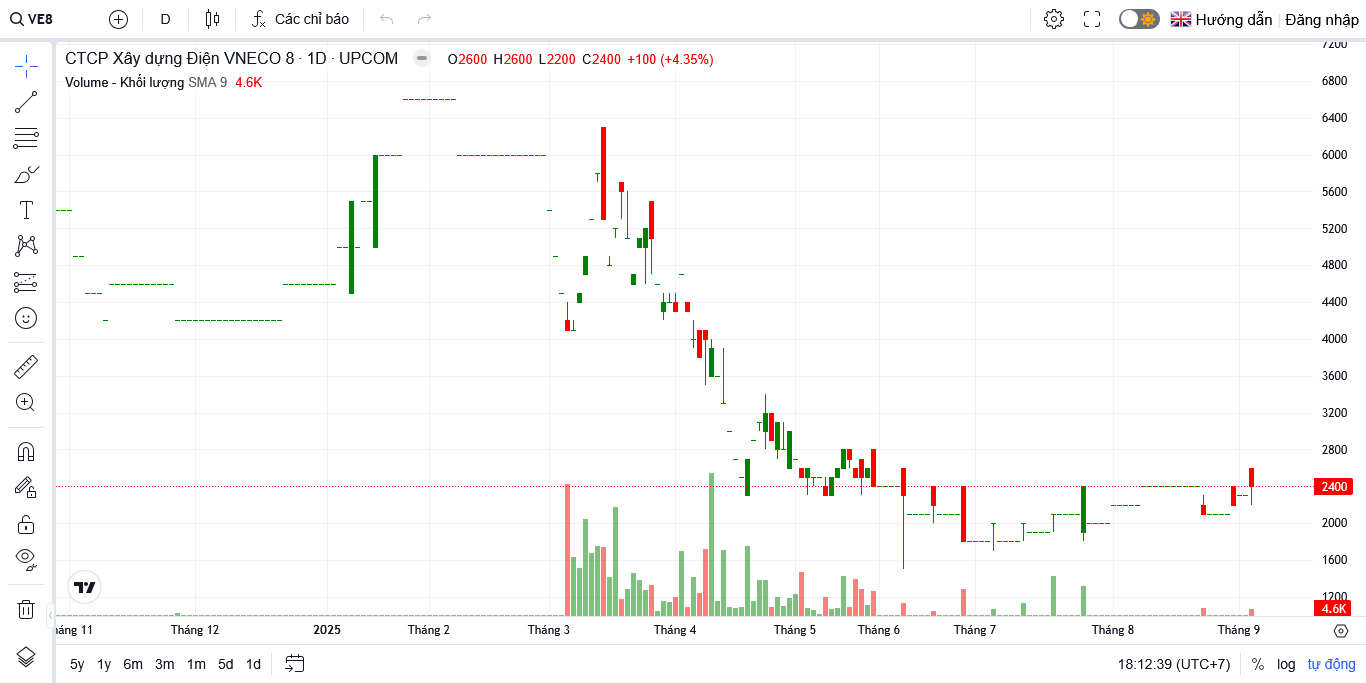 VE8 D Các chỉ báo Hướng dẫn Đăng nhập
CTCP Xây dựng Điện VNECO 8 · 1D · UPCOM O2600 H2600 L2200 C2400 +100 (+4.35%)
Volume - Khối lượng SMA 9 4.6K
7200
6800
6400
6000
5600
5200
4800
4400
4000
3600
3200
2800
2400
2000
1600
1200
4.6K
háng 11 Tháng 12 2025 Tháng 2 Tháng 3 Tháng 4 Tháng 5 Tháng 6 Tháng 7 Tháng 8 Tháng 9
5y 1y 6m 3m 1m 5d 1d 18:12:39 (UTC+7) % log tự động